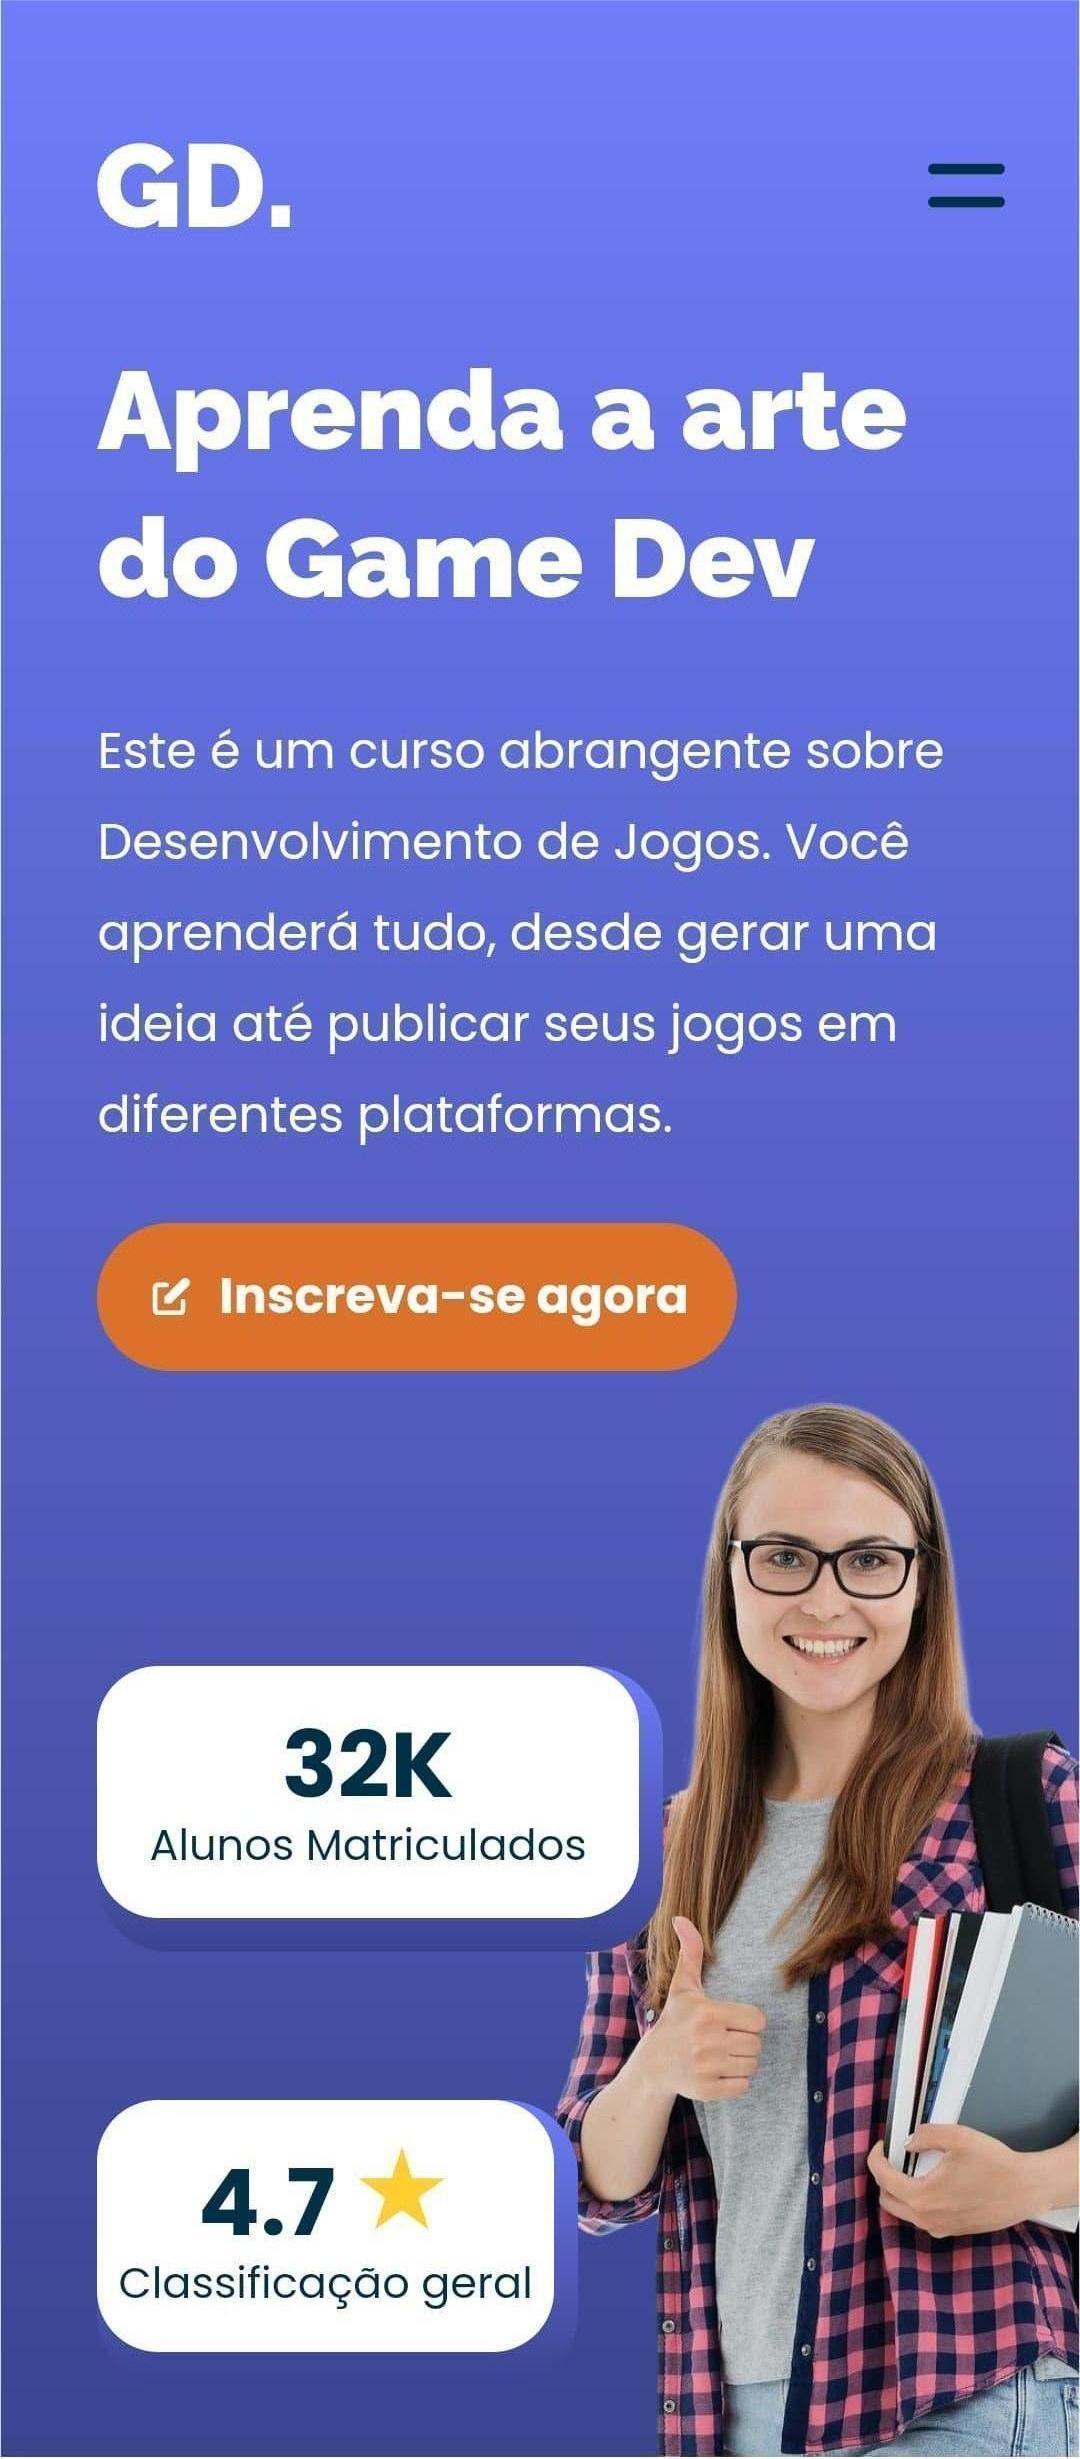 GD.
Aprenda a arte
do Game Dev
Este é um curso abrangente sobre
Desenvolvimento de Jogos. Você
aprenderá tudo, desde gerar uma
ideia até publicar seus jogos em
diferentes plataformas.
Inscreva-se agora
32K
Alunos Matriculados
4.7
Classificação geral